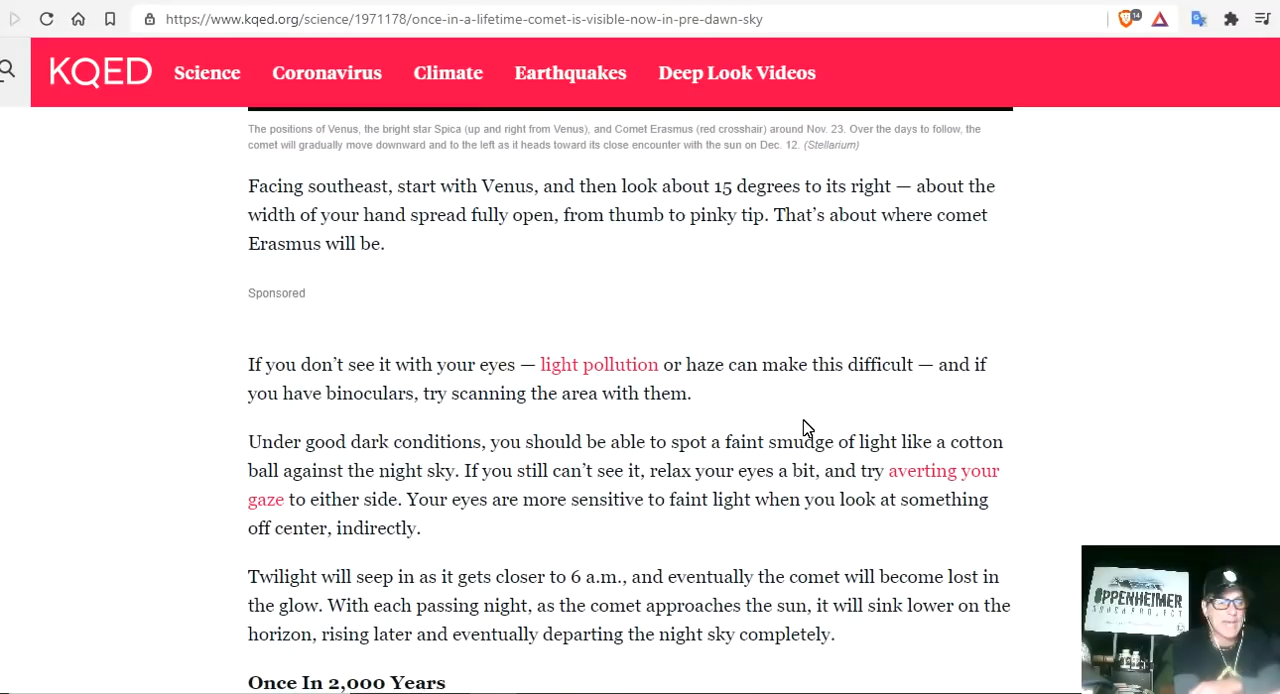 https://www.kqed.org/science/1971178/once-in-a-lifetime-comet-is-visible-now-in-pre-dawn-sky
14
KQED Science Coronavirus Climate Earthquakes Deep Look Videos
The positions of Venus, the bright star Spica (up and right from Venus), and Comet Erasmus (red crosshair) around Nov. 23. Over the days to follow, the
comet will gradually move downward and to the left as it heads toward its close encounter with the sun on Dec. 12. (Stellarium)
Facing southeast, start with Venus, and then look about 15 degrees to its right — about the
width of your hand spread fully open, from thumb to pinky tip. That’s about where comet
Erasmus will be.
Sponsored
If you don’t see it with your eyes — light pollution or haze can make this difficult — and if
you have binoculars, try scanning the area with them.
Under good dark conditions, you should be able to spot a faint smudge of light like a cotton
ball against the night sky. If you still can’t see it, relax your eyes a bit, and try averting your
gaze to either side. Your eyes are more sensitive to faint light when you look at something
off center, indirectly.
Twilight will seep in as it gets closer to 6 a.m., and eventually the comet will become lost in
the glow. With each passing night, as the comet approaches the sun, it will sink lower on the
horizon, rising later and eventually departing the night sky completely.
Once In 2,000 Years
OPPENHEIMER